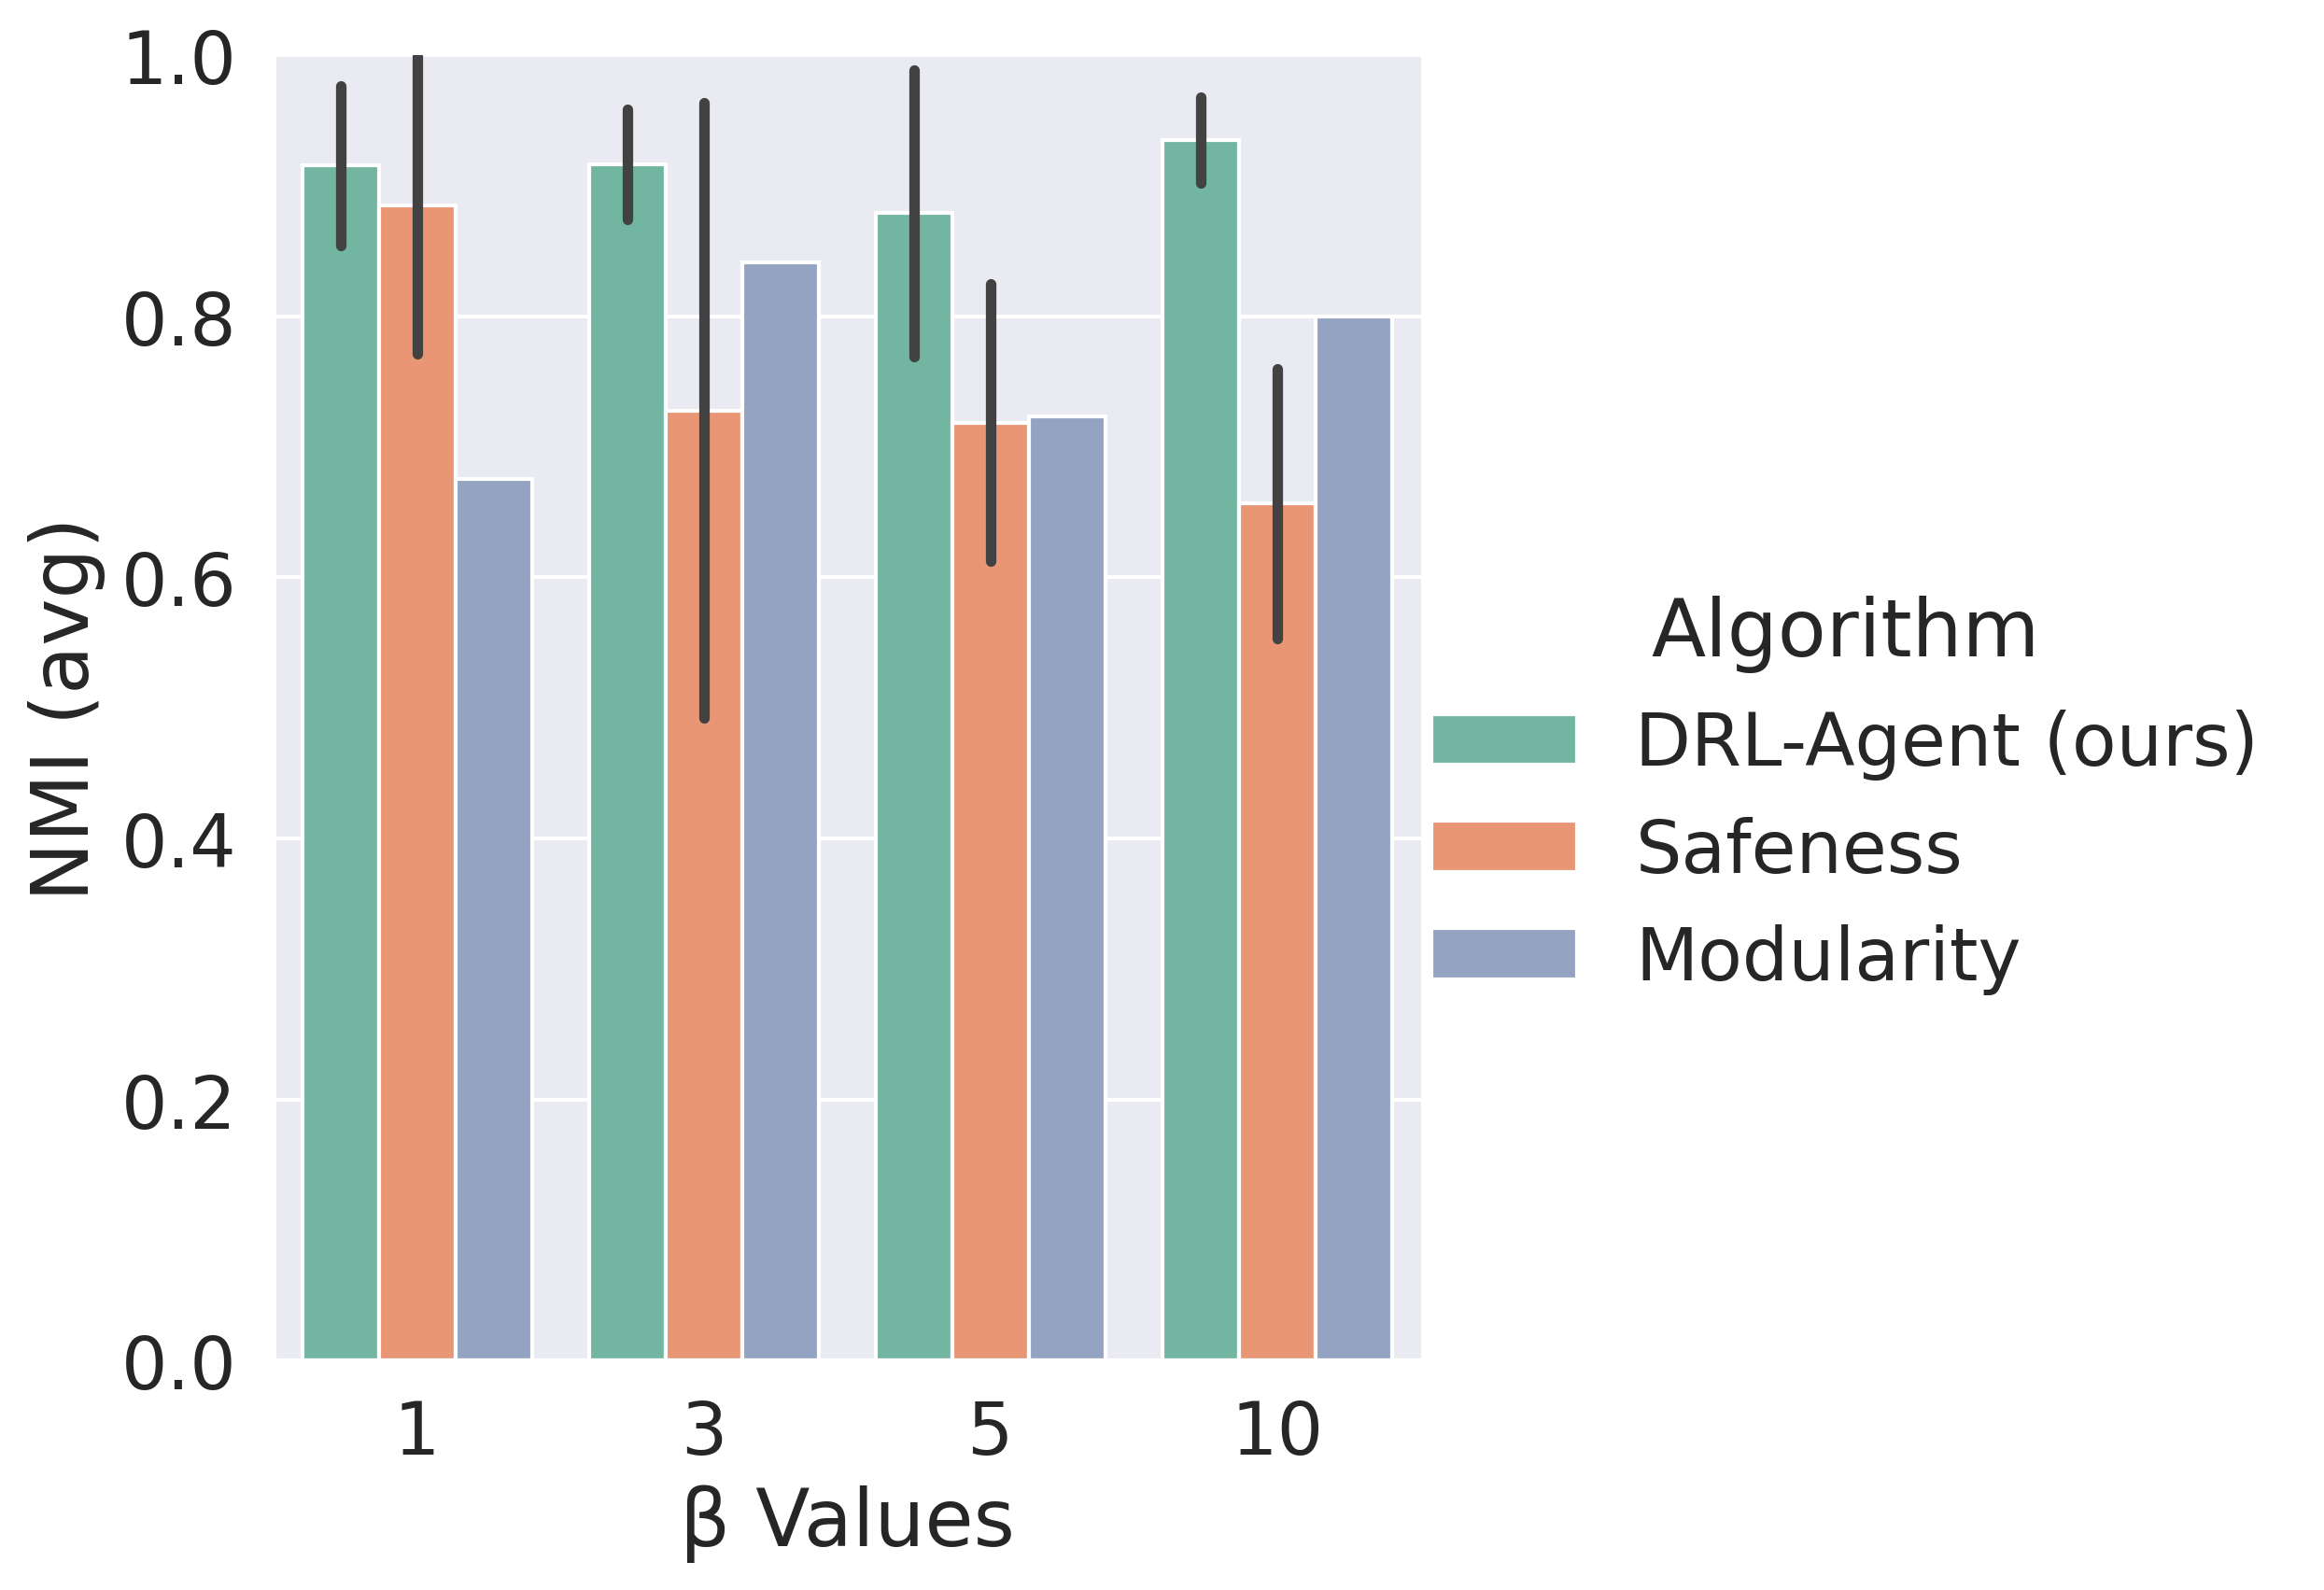 1.0
0.8
0.6
0.4
0.2
0.0
NMI (avg)
1 3 5 10
β Values
Algorithm
DRL-Agent (ours)
Safeness
Modularity